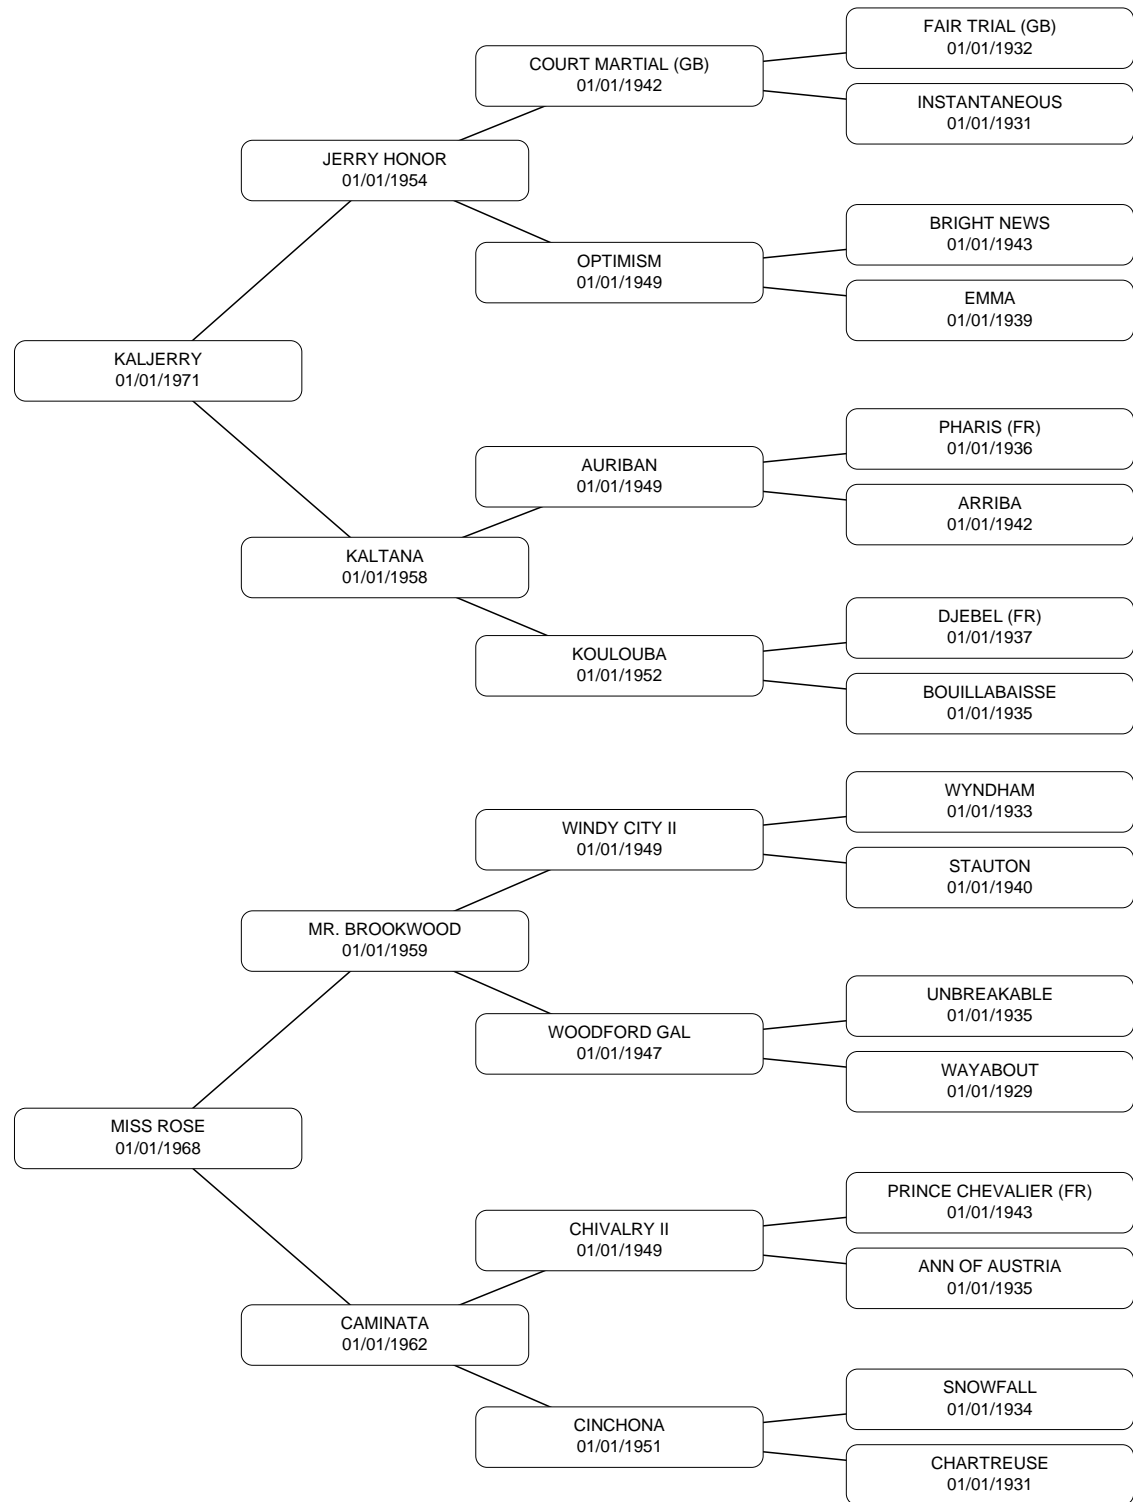 FAIR TRIAL (GB)
01/01/1932
COURT MARTIAL (GB)
01/01/1942
INSTANTANEOUS
01/01/1931
JERRY HONOR
01/01/1954
BRIGHT NEWS
01/01/1943
OPTIMISM
01/01/1949
EMMA
01/01/1939
KALJERRY
01/01/1971
PHARIS (FR)
01/01/1936
AURIBAN
01/01/1949
ARRIBA
01/01/1942
KALTANA
01/01/1958
DJEBEL (FR)
01/01/1937
KOULOUBA
01/01/1952
BOUILLABAISSE
01/01/1935
WYNDHAM
01/01/1933
WINDY CITY II
01/01/1949
STAUTON
01/01/1940
MR. BROOKWOOD
01/01/1959
UNBREAKABLE
01/01/1935
WOODFORD GAL
01/01/1947
WAYABOUT
01/01/1929
MISS ROSE
01/01/1968
PRINCE CHEVALIER (FR)
01/01/1943
CHIVALRY II
01/01/1949
ANN OF AUSTRIA
01/01/1935
CAMINATA
01/01/1962
SNOWFALL
01/01/1934
CINCHONA
01/01/1951
CHARTREUSE
01/01/1931